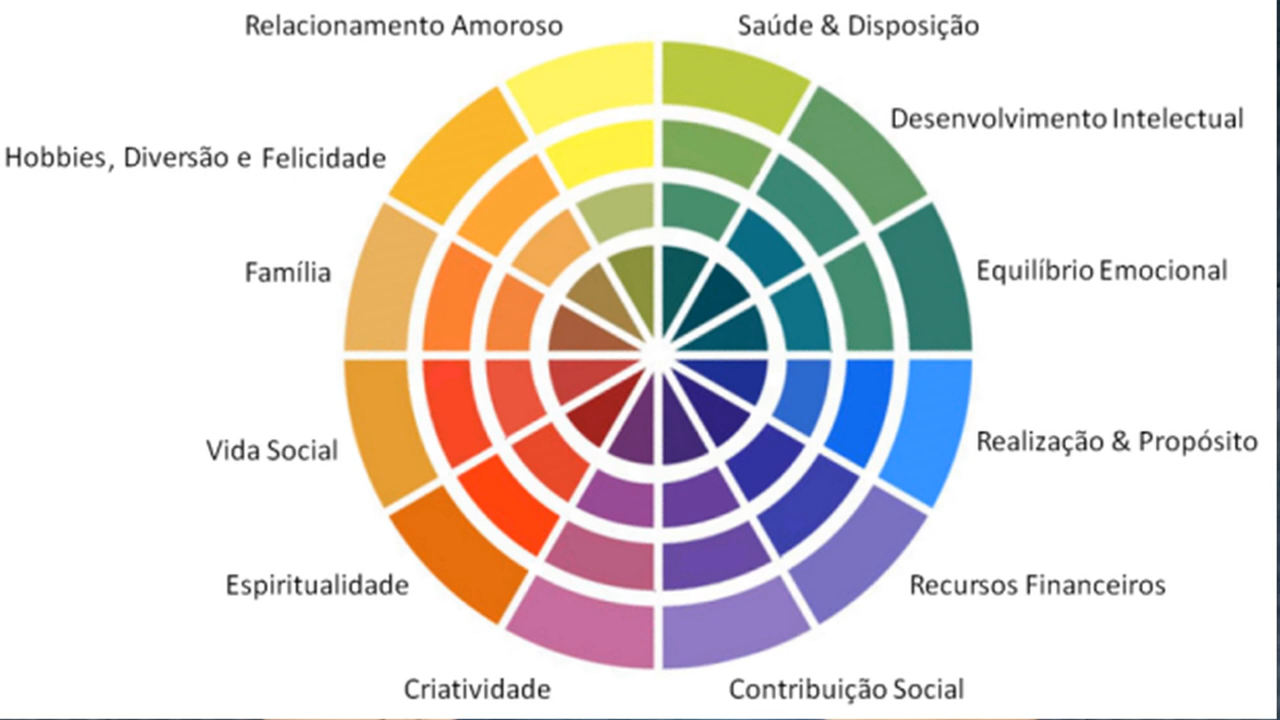 Relacionamento Amoroso
Saúde & Disposição
Desenvolvimento Intelectual
Hobbies, Diversão e Felicidade
Família
Equilíbrio Emocional
Vida Social
Realização & Propósito
Espiritualidade
Recursos Financeiros
Criatividade
Contribuição Social